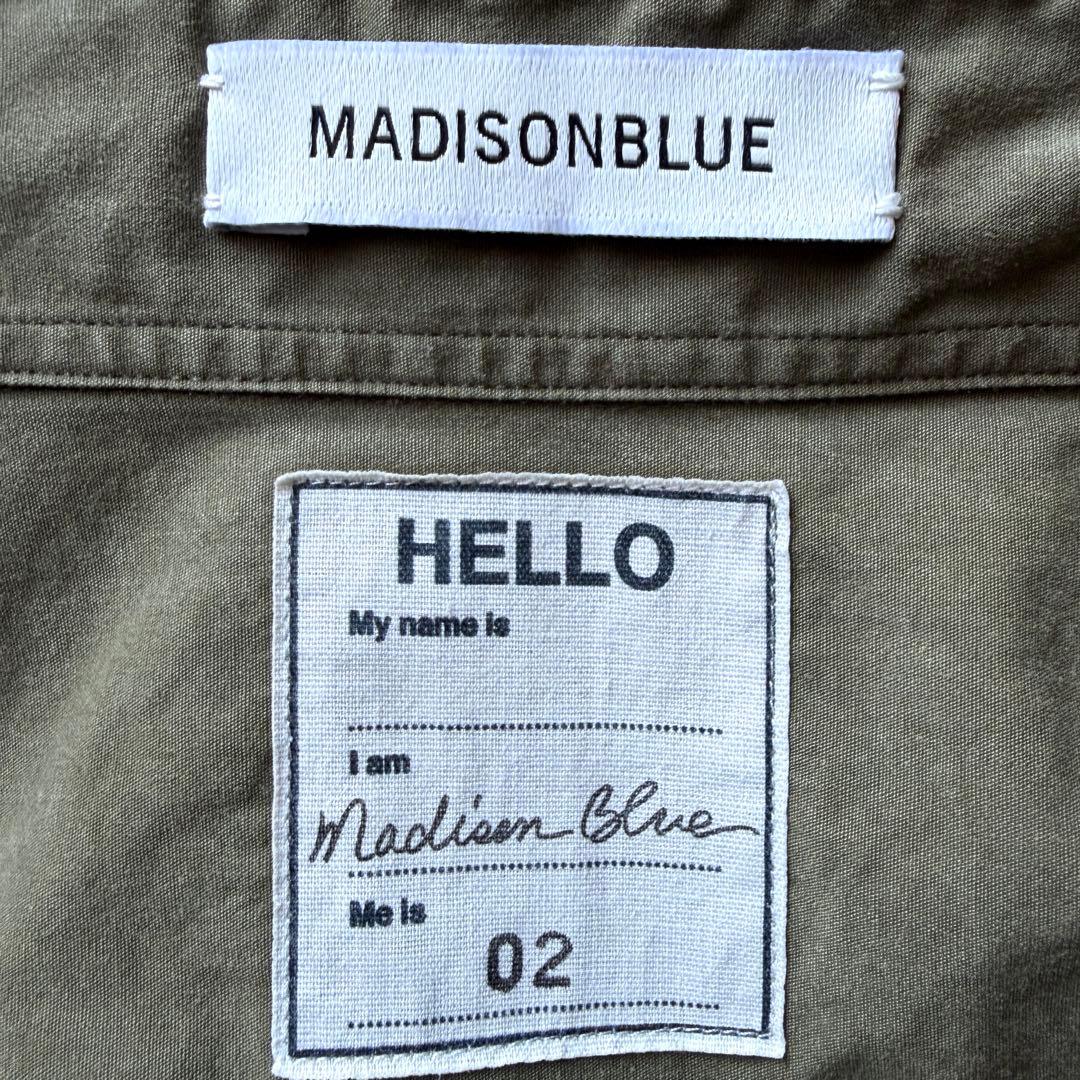 MADISONBLUE
HELLO
My name is
I am
Madison Blue
Me is
02